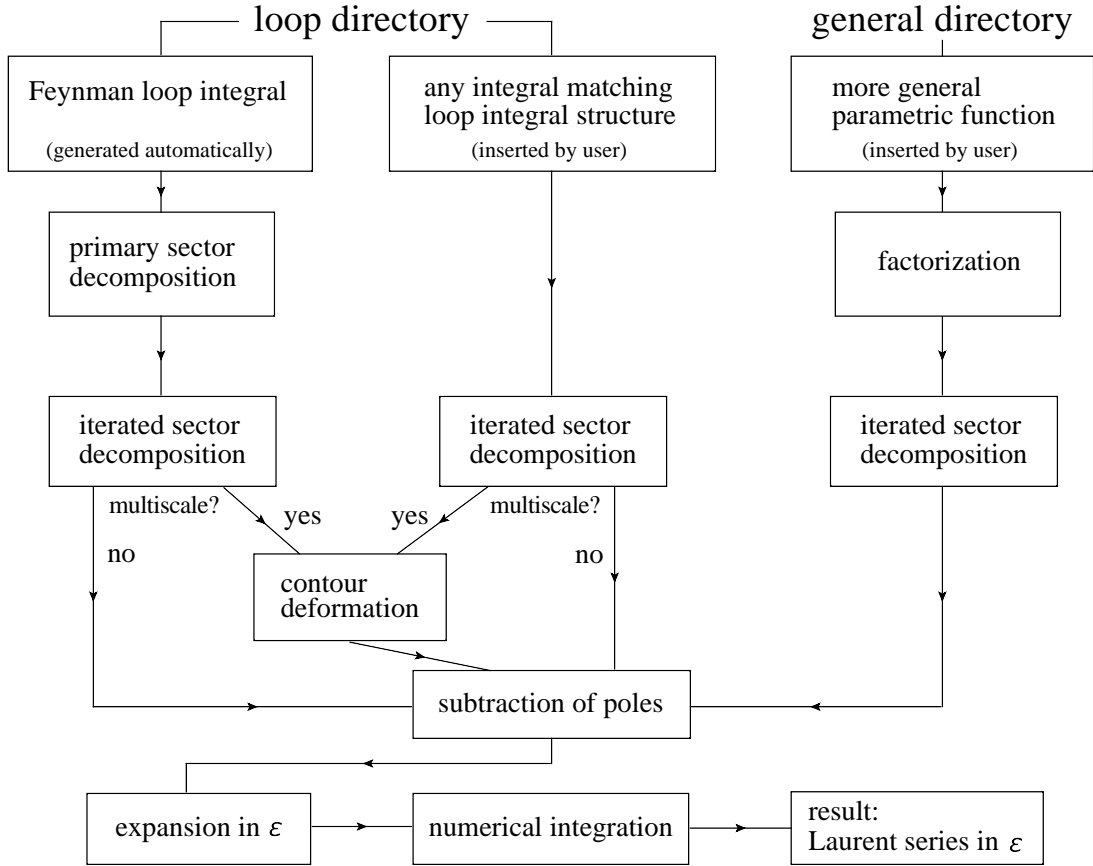 loop directory
general directory
Feynman loop integral
(generated automatically)
any integral matching
loop integral structure
(inserted by user)
more general
parametric function
(inserted by user)
primary sector
decomposition
factorization
iterated sector
decomposition
iterated sector
decomposition
iterated sector
decomposition
multiscale?
yes
no
yes
multiscale?
no
contour
deformation
subtraction of poles
expansion in ε
numerical integration
result:
Laurent series in ε